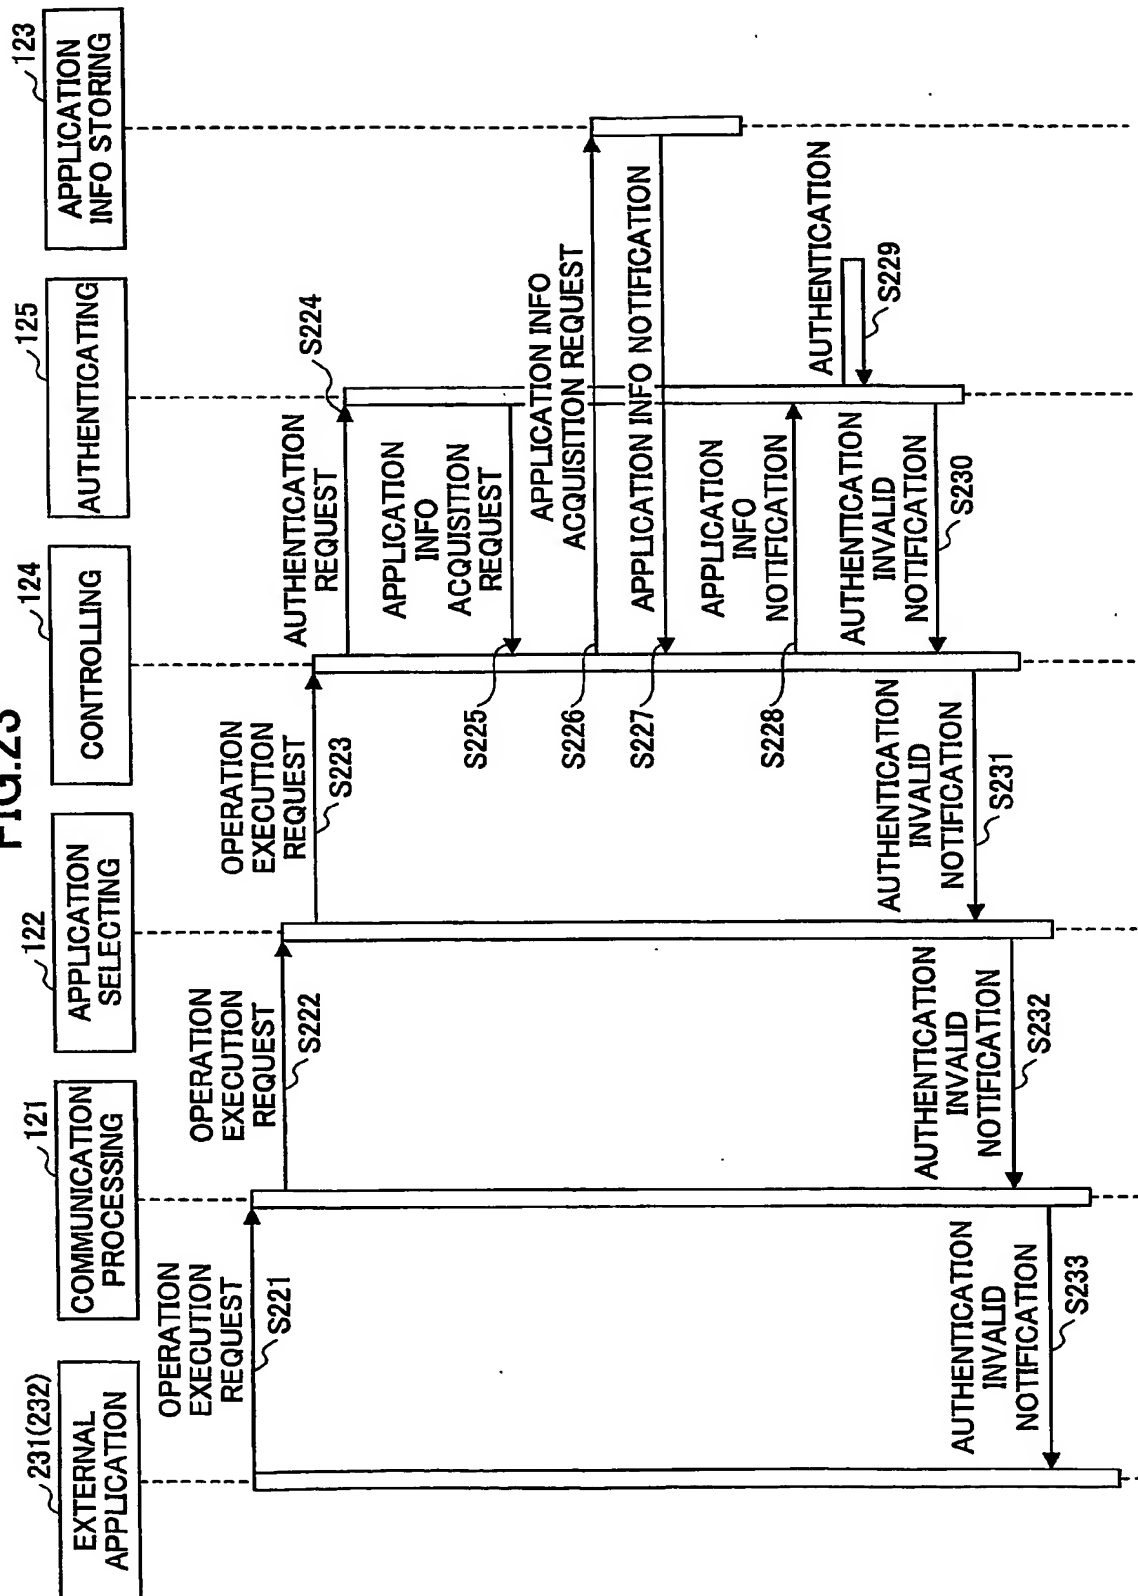 FIG.23
231(232)
EXTERNAL
APPLICATION
121
COMMUNICATION
PROCESSING
122
APPLICATION
SELECTING
124
CONTROLLING
125
AUTHENTICATING
123
APPLICATION
INFO STORING
OPERATION
EXECUTION
REQUEST
S221
OPERATION
EXECUTION
REQUEST
S222
OPERATION
EXECUTION
REQUEST
S223
AUTHENTICATION
REQUEST
S224
APPLICATION
INFO
ACQUISITION
REQUEST
S225
APPLICATION INFO
ACQUISITION REQUEST
S226
APPLICATION INFO NOTIFICATION
S227
APPLICATION
INFO
NOTIFICATION
S228
AUTHENTICATION
S229
AUTHENTICATION
INVALID
NOTIFICATION
S230
AUTHENTICATION
INVALID
NOTIFICATION
S231
AUTHENTICATION
INVALID
NOTIFICATION
S232
AUTHENTICATION
INVALID
NOTIFICATION
S233